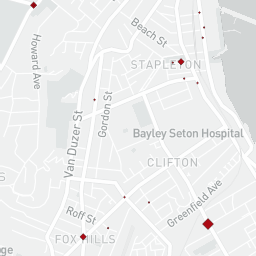 Beach St
Howard Ave
STAPLETON
Gordon St
Van Duzer St
Bayley Seton Hospital
CLIFTON
Greenfield Ave
Roff St
FOX HILLS